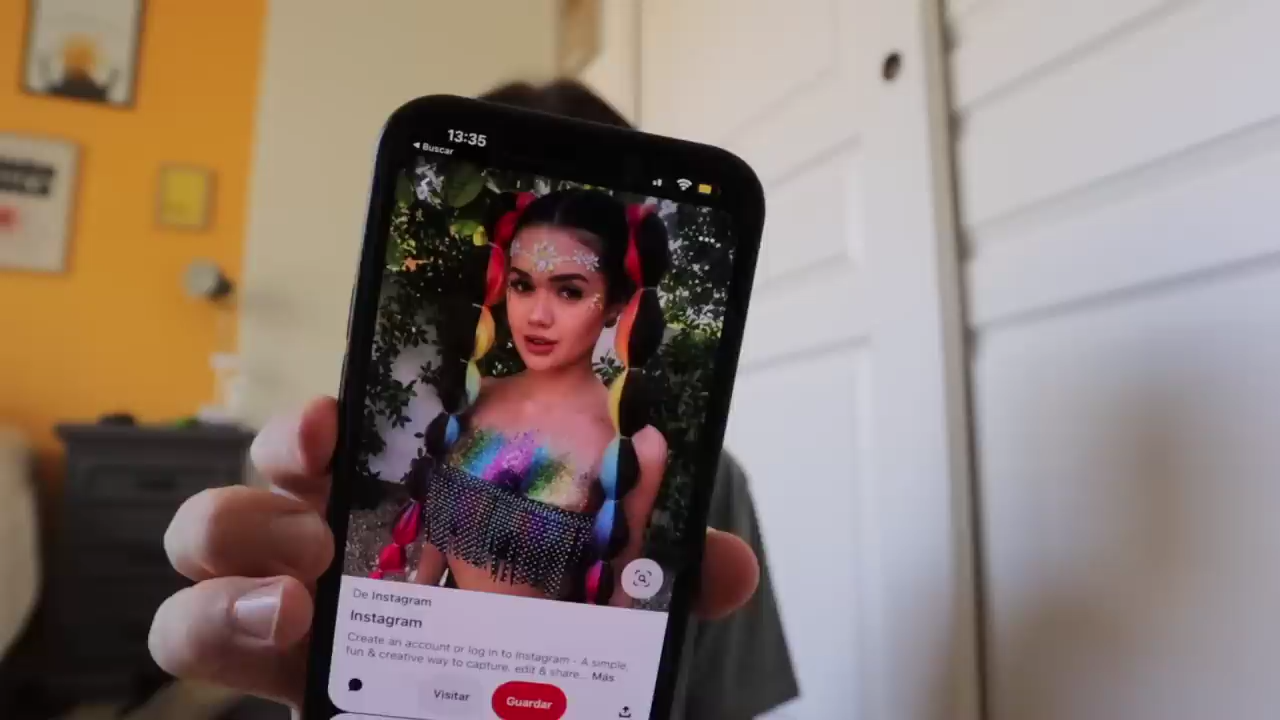 13:35
◀ Buscar
De Instagram
Instagram
Create an account or log in to Instagram - A simple,
fun & creative way to capture, edit & share... Más
Visitar
Guardar